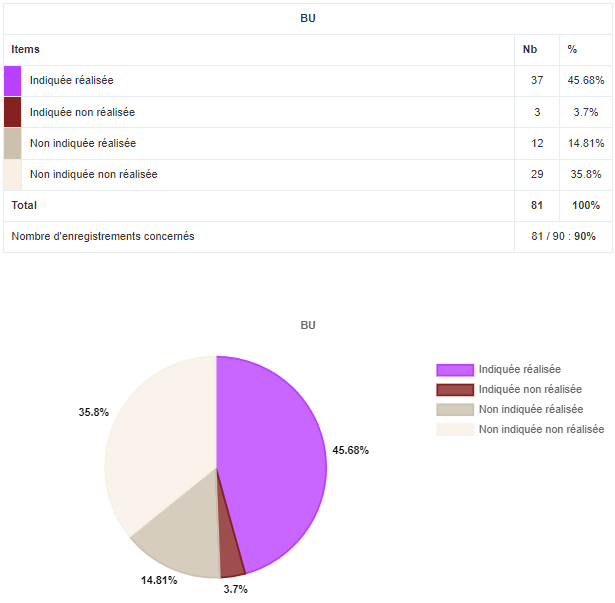 BU
Items Nb %
Indiquée réalisée 37 45.68%
Indiquée non réalisée 3 3.7%
Non indiquée réalisée 12 14.81%
Non indiquée non réalisée 29 35.8%
Total 81 100%
Nombre d'enregistrements concernés 81 / 90 : 90%
BU
Indiquée réalisée
Indiquée non réalisée
Non indiquée réalisée
Non indiquée non réalisée
35.8%
45.68%
14.81%
3.7%